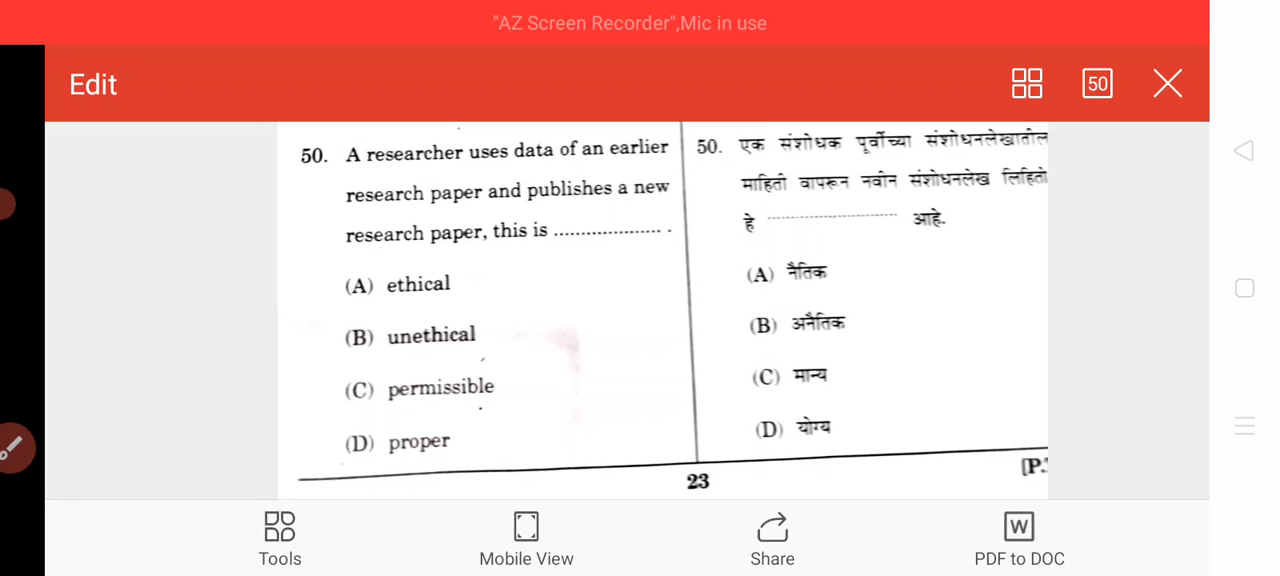 "AZ Screen Recorder",Mic in use
Edit
50
50. A researcher uses data of an earlier
research paper and publishes a new
research paper, this is .................... .
(A) ethical
(B) unethical
(C) permissible
(D) proper
50. एक संशोधक पूर्वीच्या संशोधनलेखातील
माहिती वापरून नवीन संशोधनलेख लिहितो
हे .......................... आहे.
(A) नैतिक
(B) अनैतिक
(C) मान्य
(D) योग्य
23
[P.
Tools
Mobile View
Share
W
PDF to DOC